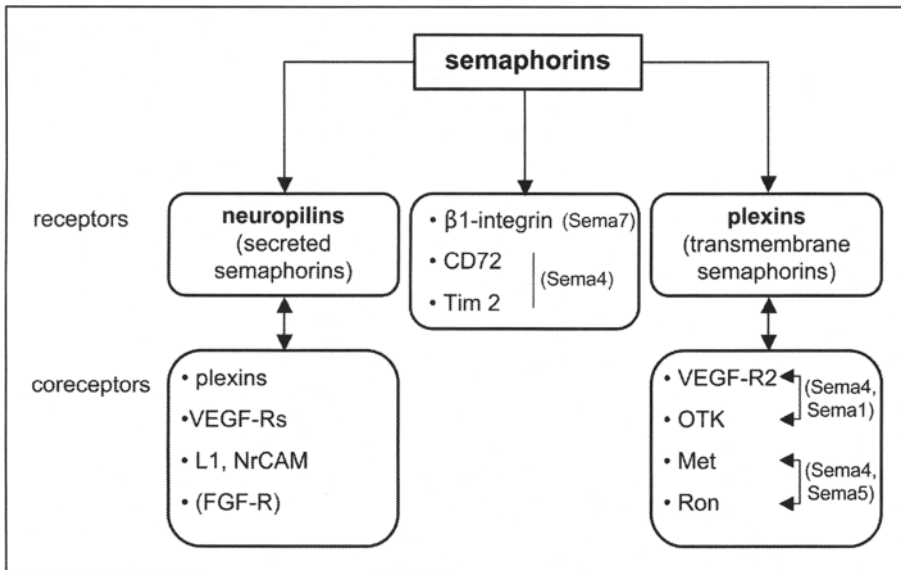 semaphorins
receptors
neuropilins
(secreted
semaphorins)
• β1-integrin (Sema7)
• CD72
• Tim 2
(Sema4)
plexins
(transmembrane
semaphorins)
coreceptors
• plexins
•VEGF-Rs
• L1, NrCAM
• (FGF-R)
• VEGF-R2
• OTK
(Sema4,
Sema1)
• Met
• Ron
(Sema4,
Sema5)